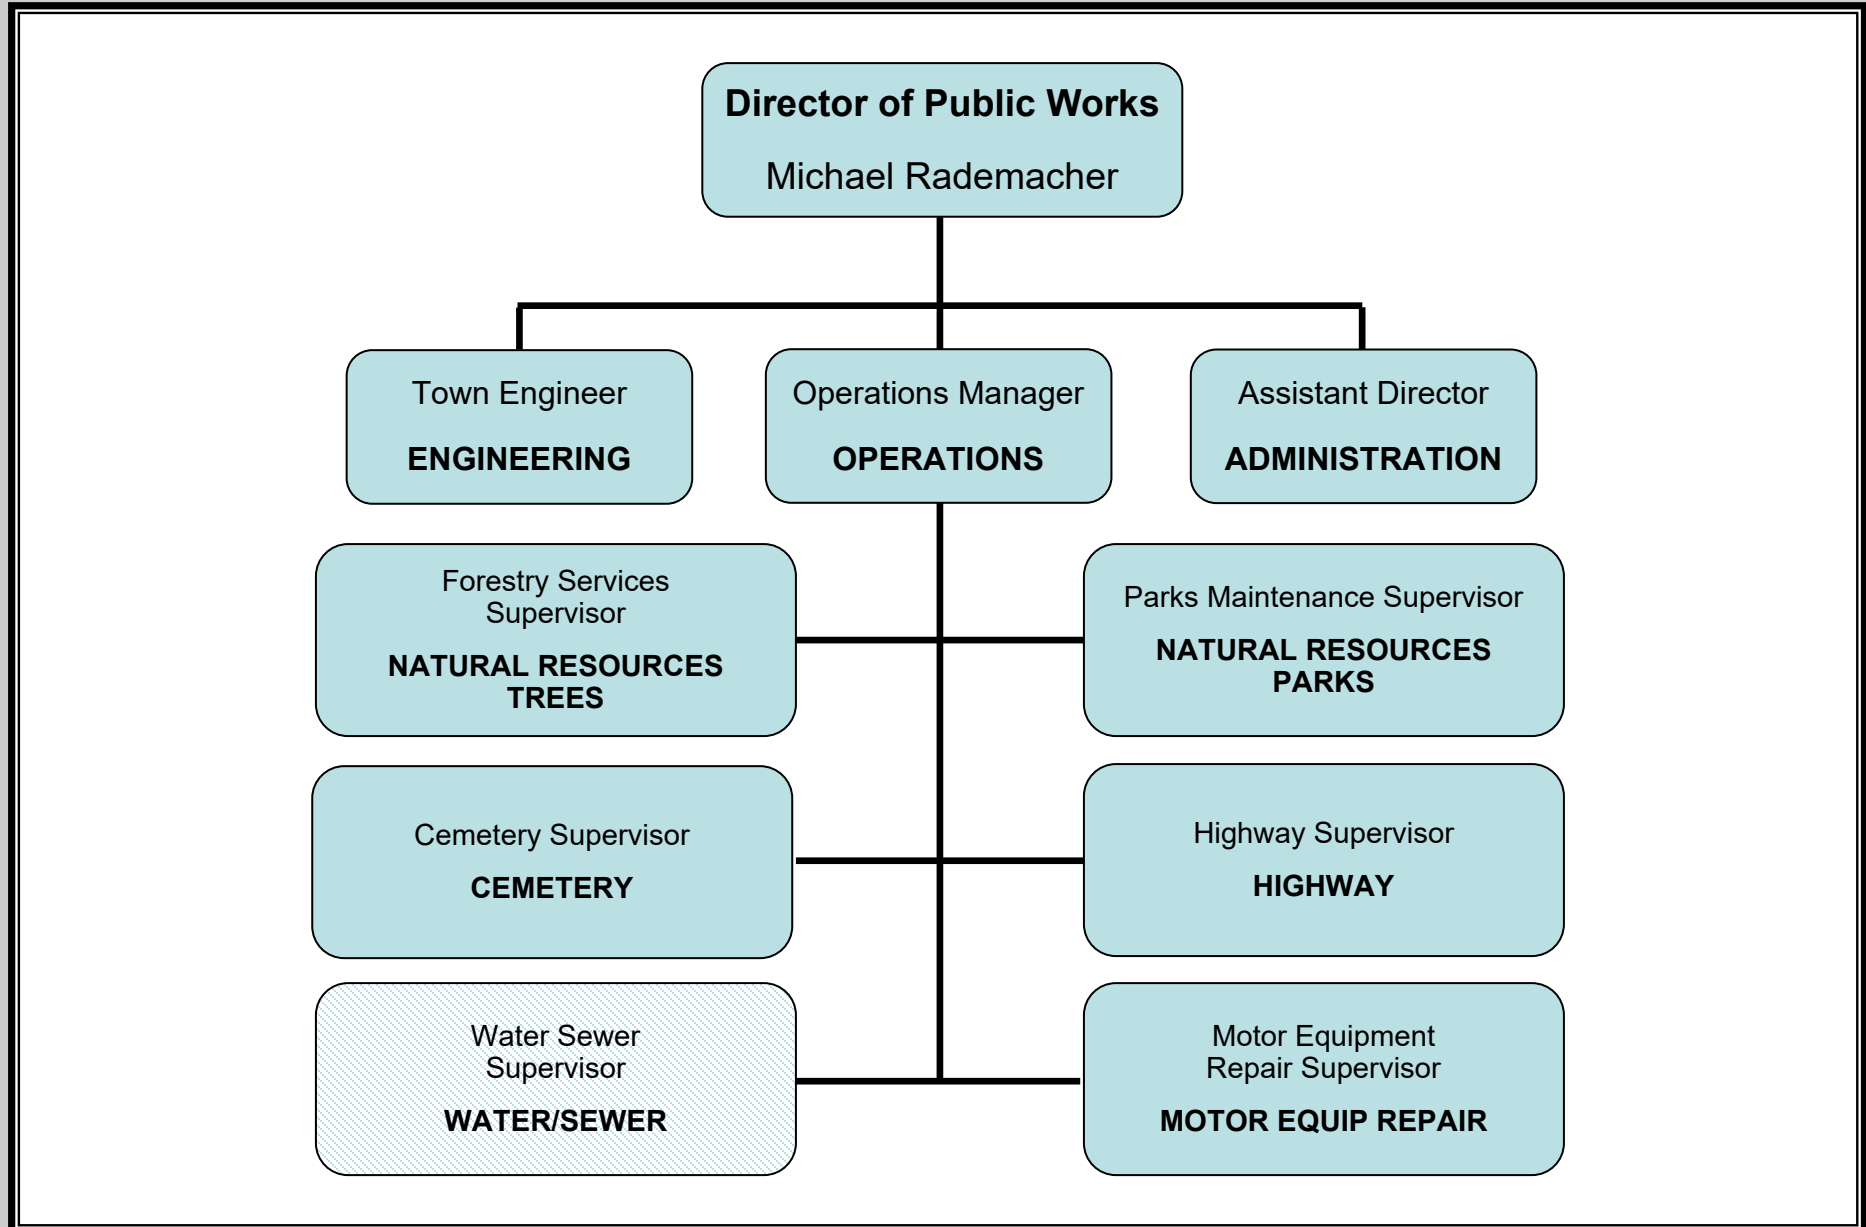 Director of Public Works
Michael Rademacher
Town Engineer
ENGINEERING
Operations Manager
OPERATIONS
Assistant Director
ADMINISTRATION
Forestry Services
Supervisor
NATURAL RESOURCES
TREES
Parks Maintenance Supervisor
NATURAL RESOURCES
PARKS
Cemetery Supervisor
CEMETERY
Highway Supervisor
HIGHWAY
Water Sewer
Supervisor
WATER/SEWER
Motor Equipment
Repair Supervisor
MOTOR EQUIP REPAIR